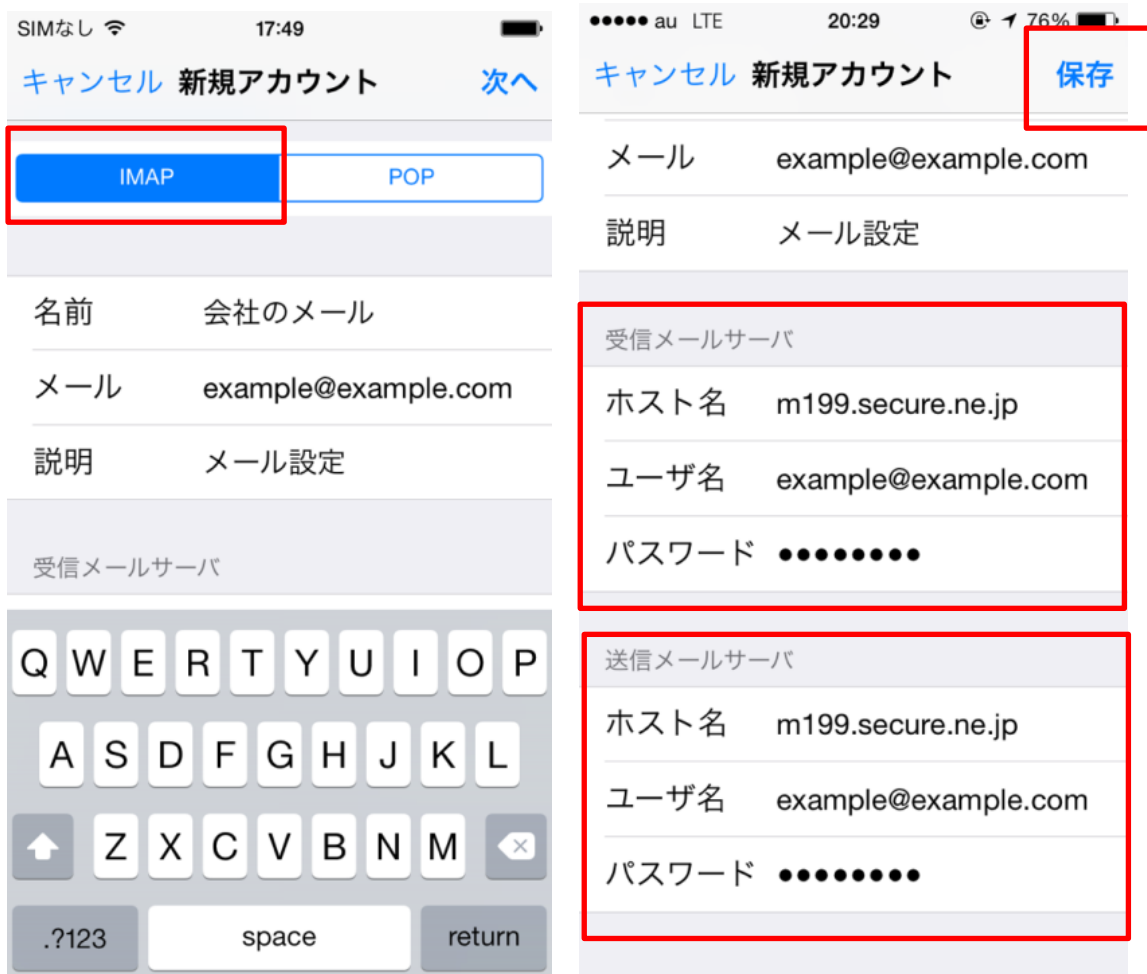 SIMなし 17:49
キャンセル 新規アカウント 次へ
IMAP POP
名前 会社のメール
メール example@example.com
説明 メール設定
受信メールサーバ
Q W E R T Y U I O P
A S D F G H J K L
Z X C V B N M
.?123 space return
●●●●● au LTE 20:29 76%
キャンセル 新規アカウント 保存
メール example@example.com
説明 メール設定
受信メールサーバ
ホスト名 m199.secure.ne.jp
ユーザ名 example@example.com
パスワード ●●●●●●●●
送信メールサーバ
ホスト名 m199.secure.ne.jp
ユーザ名 example@example.com
パスワード ●●●●●●●●